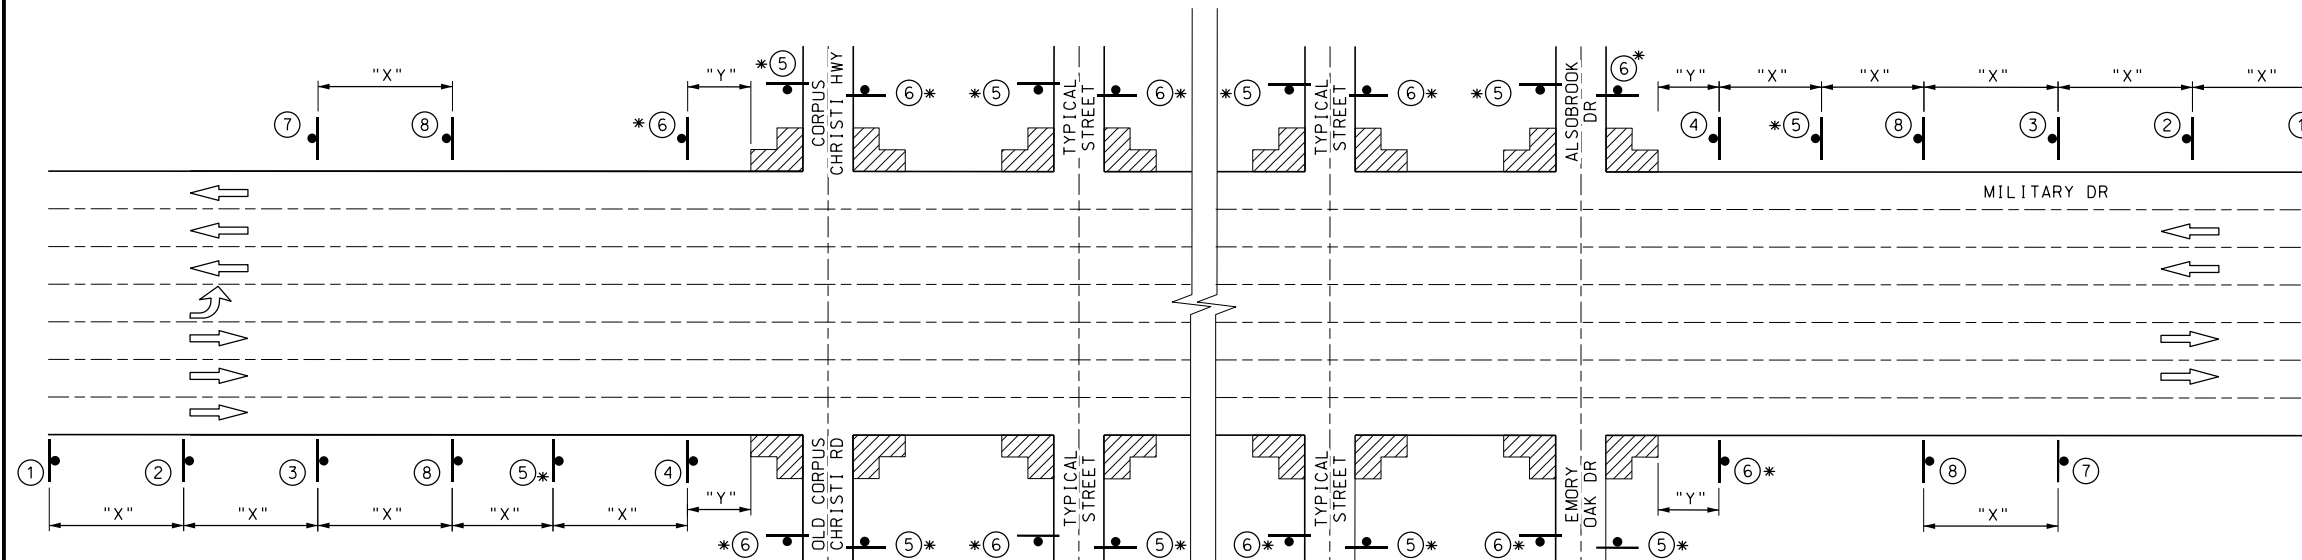 "X"
"Y"
*5
CORPUS
CHRISTI HWY
6*
*5
TYPICAL
STREET
6*
*5
TYPICAL
STREET
6*
*5
ALSOBROOK
DR
6*
"Y"
"X"
"X"
"X"
"X"
"X"
7
8
*6
4
*5
8
3
2
1
MILITARY DR
1
2
3
8
5*
4
6*
8
7
"X"
"X"
"X"
"X"
"X"
"Y"
*6
OLD CORPUS
CHRISTI RD
5*
*6
TYPICAL
STREET
5*
6*
TYPICAL
STREET
5*
6*
EMORY
OAK DR
5*
"Y"
"X"